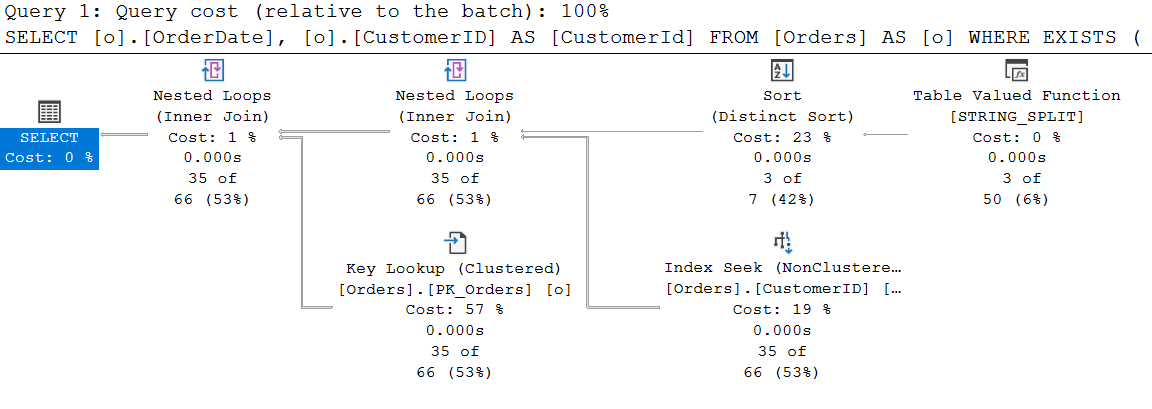 Query 1: Query cost (relative to the batch): 100%
SELECT [o].[OrderDate], [o].[CustomerID] AS [CustomerId] FROM [Orders] AS [o] WHERE EXISTS (
SELECT
Cost: 0 %
Nested Loops
(Inner Join)
Cost: 1 %
0.000s
35 of
66 (53%)
Nested Loops
(Inner Join)
Cost: 1 %
0.000s
35 of
66 (53%)
Sort
(Distinct Sort)
Cost: 23 %
0.000s
3 of
7 (42%)
Table Valued Function
[STRING_SPLIT]
Cost: 0 %
0.000s
3 of
50 (6%)
Key Lookup (Clustered)
[Orders].[PK_Orders] [o]
Cost: 57 %
0.000s
35 of
66 (53%)
Index Seek (NonClustere…
[Orders].[CustomerID] […
Cost: 19 %
0.000s
35 of
66 (53%)